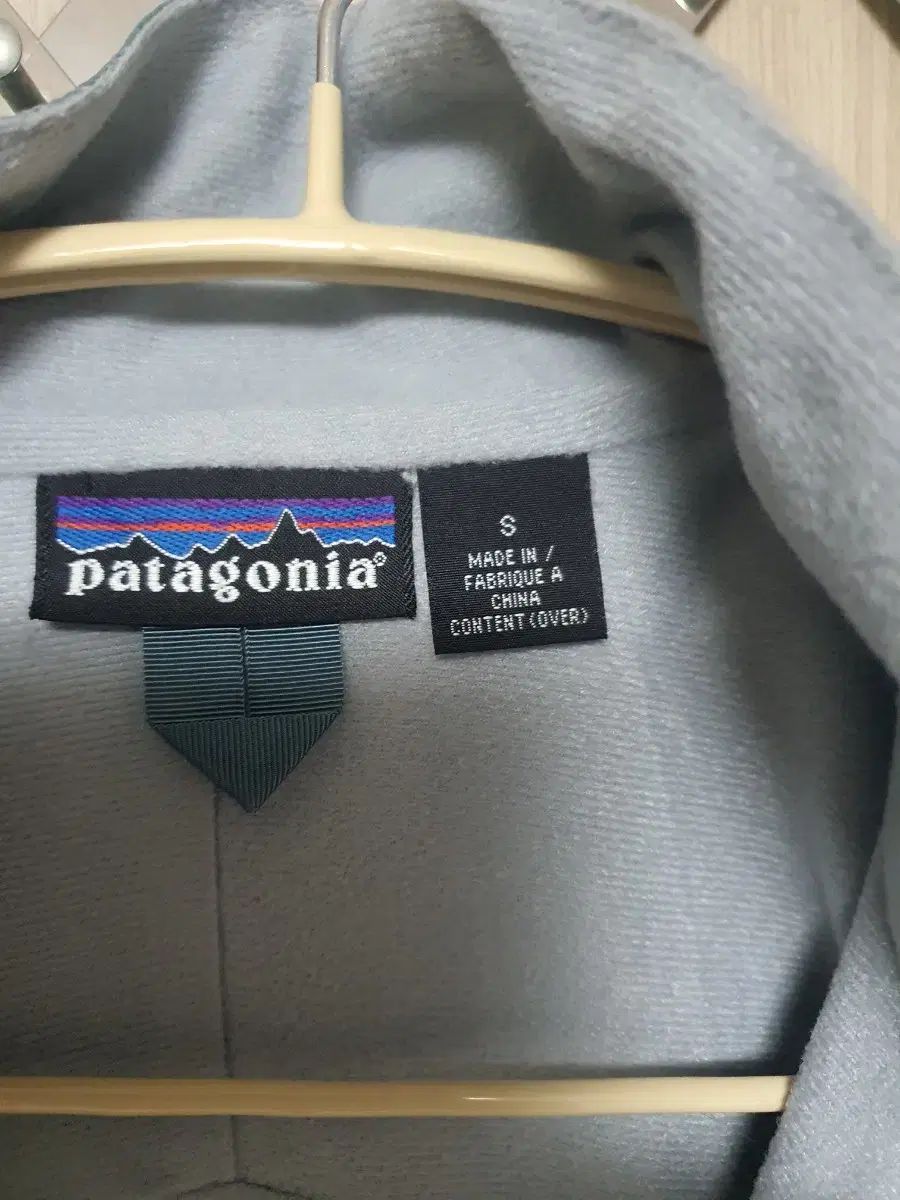 patagonia®
S
MADE IN /
FABRIQUE A
CHINA
CONTENT (OVER)